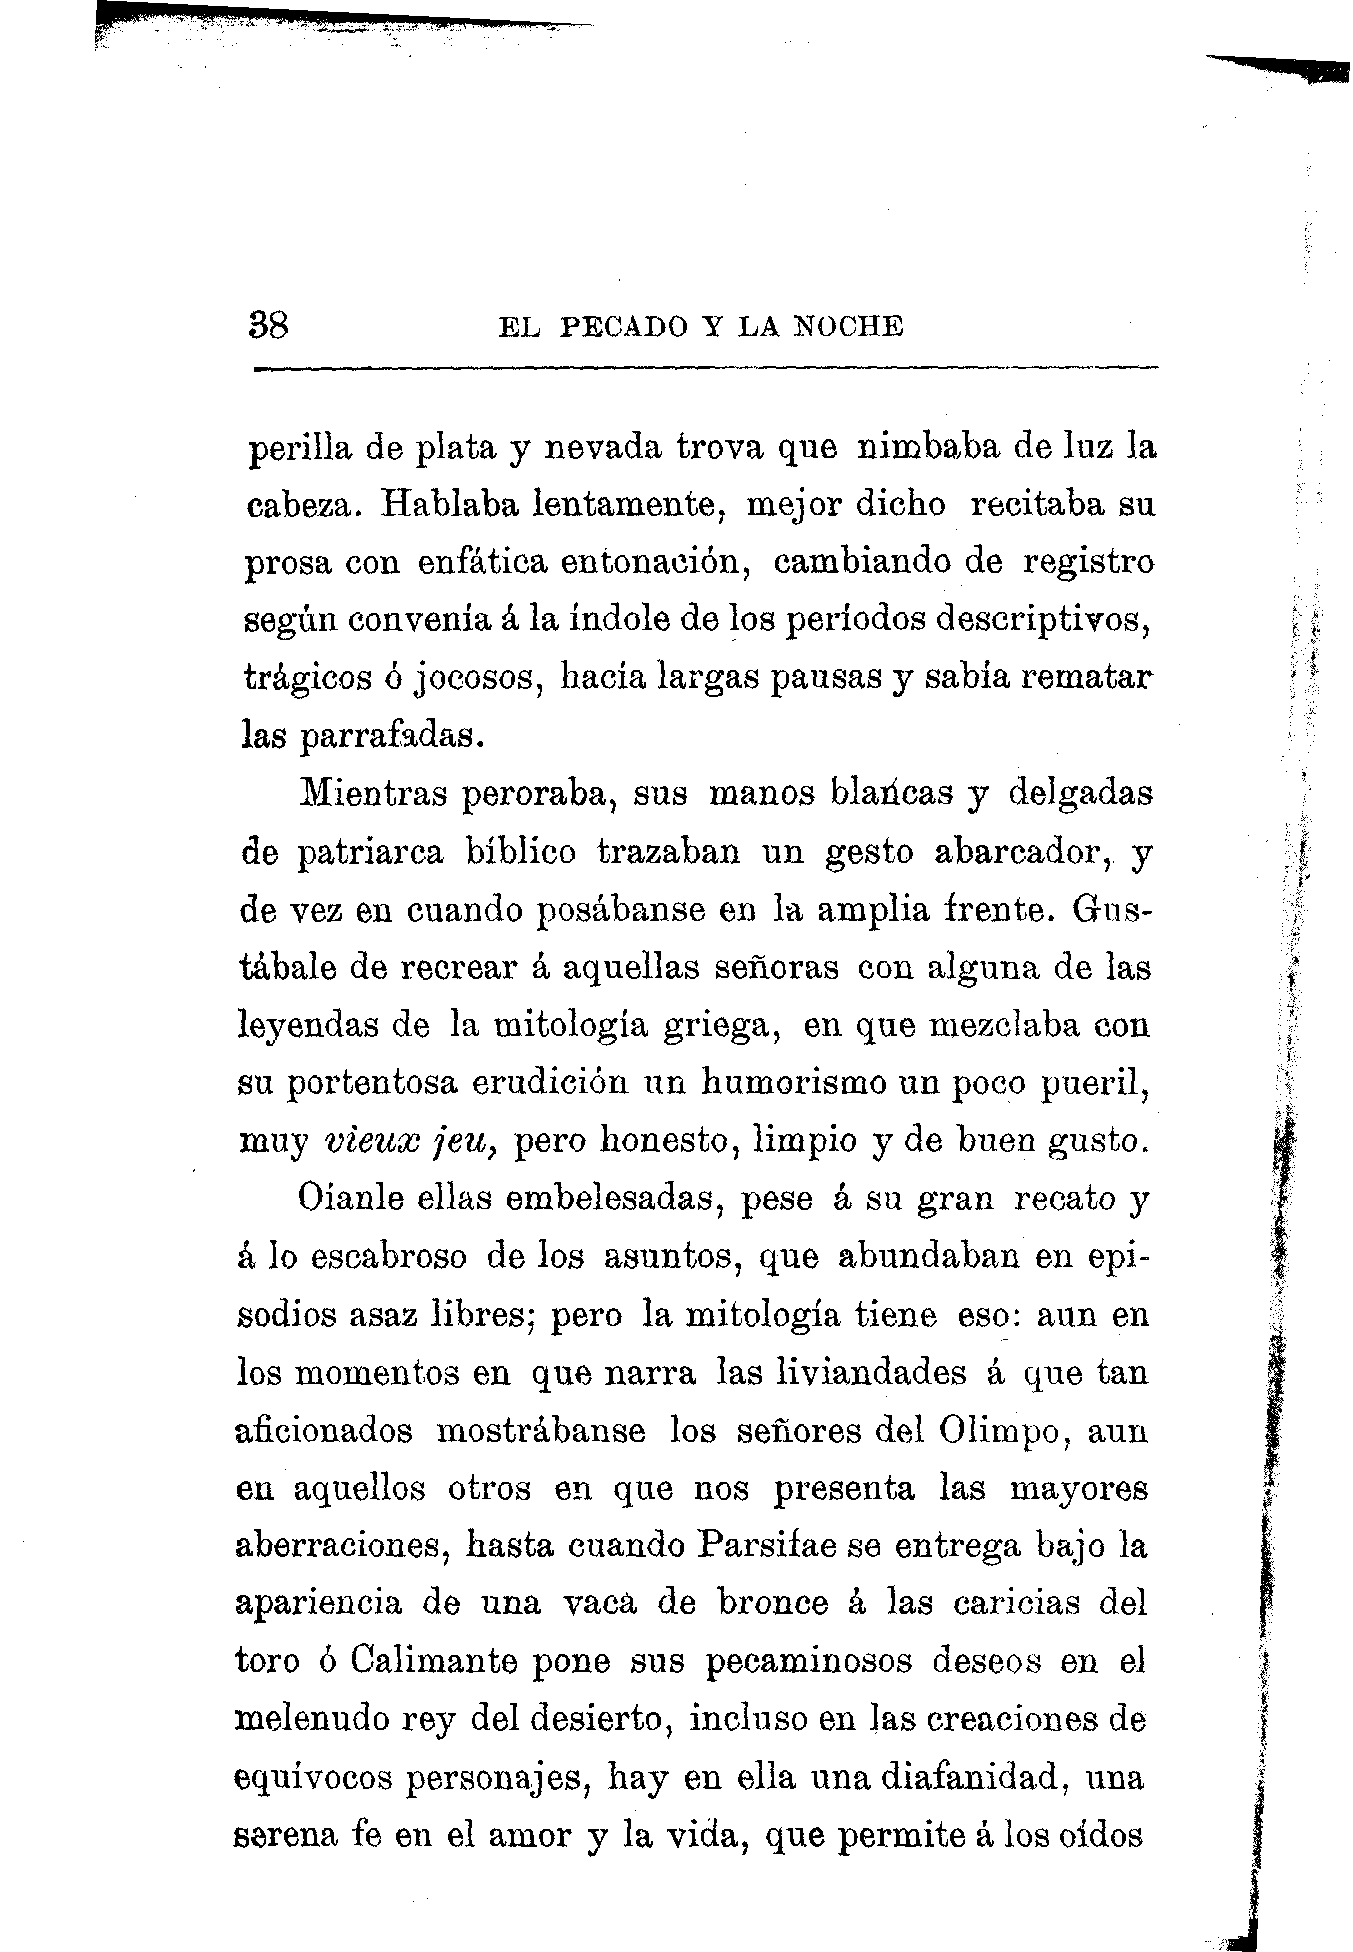 38 EL PECADO Y LA NOCHE
perilla de plata y nevada trova que nimbaba de luz la
cabeza. Hablaba lentamente, mejor dicho recitaba su
prosa con enfática entonación, cambiando de registro
según convenía á la índole de los períodos descriptivos,
trágicos ó jocosos, hacía largas pausas y sabía rematar
las parrafadas.
Mientras peroraba, sus manos blancas y delgadas
de patriarca bíblico trazaban un gesto abarcador, y
de vez en cuando posábanse en la amplia frente. Gus-
tábale de recrear á aquellas señoras con alguna de las
leyendas de la mitología griega, en que mezclaba con
su portentosa erudición un humorismo un poco pueril,
muy vieux jeu, pero honesto, limpio y de buen gusto.
Oíanle ellas embelesadas, pese á su gran recato y
á lo escabroso de los asuntos, que abundaban en epi-
sodios asaz libres; pero la mitología tiene eso: aun en
los momentos en que narra las liviandades á que tan
aficionados mostrábanse los señores del Olimpo, aun
en aquellos otros en que nos presenta las mayores
aberraciones, hasta cuando Parsifae se entrega bajo la
apariencia de una vaca de bronce á las caricias del
toro ó Calimante pone sus pecaminosos deseos en el
melenudo rey del desierto, incluso en las creaciones de
equívocos personajes, hay en ella una diafanidad, una
serena fe en el amor y la vida, que permite á los oídos